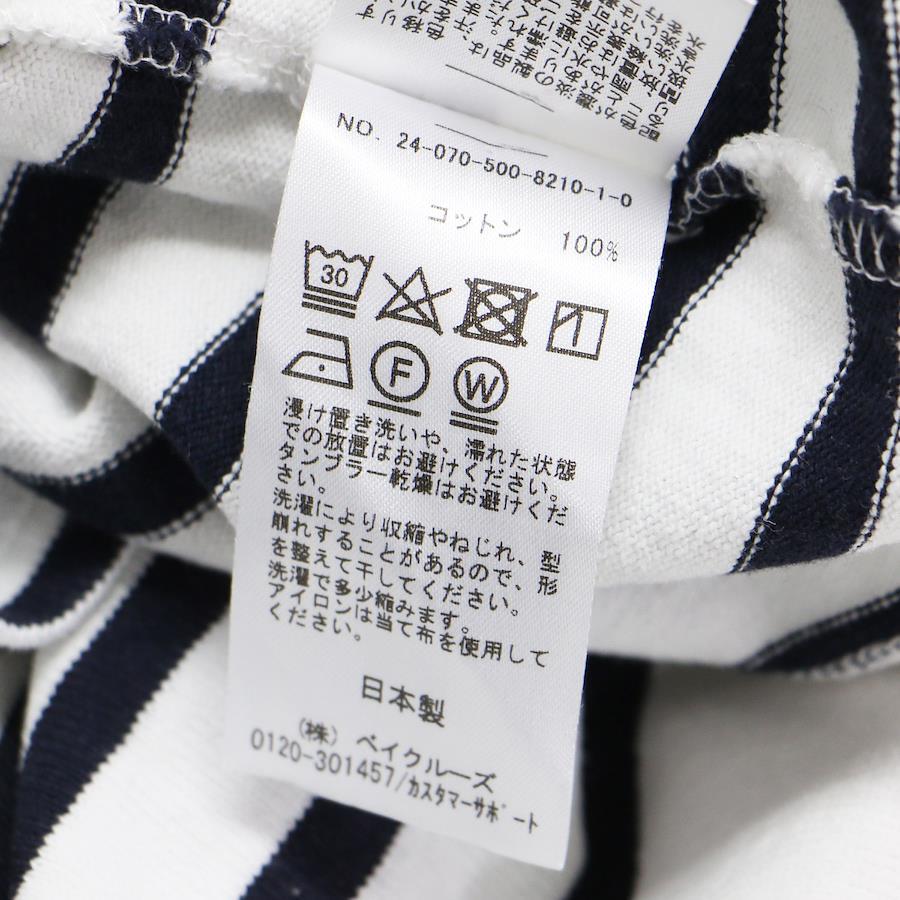 NO. 24-070-500-8210-1-0
コットン 100%
30
F
W
浸け置き洗いや、濡れた状態
での放置はお避けください。
タンブラー乾燥はお避けくだ
さい。
洗濯により収縮やねじれ、型
崩れすることがあるので、形
を整えて干してください。
洗濯で多少縮みます。
アイロンは当て布を使用して
ください。
日本製
(株) ベイクルーズ
0120-301457/カスタマーサポート